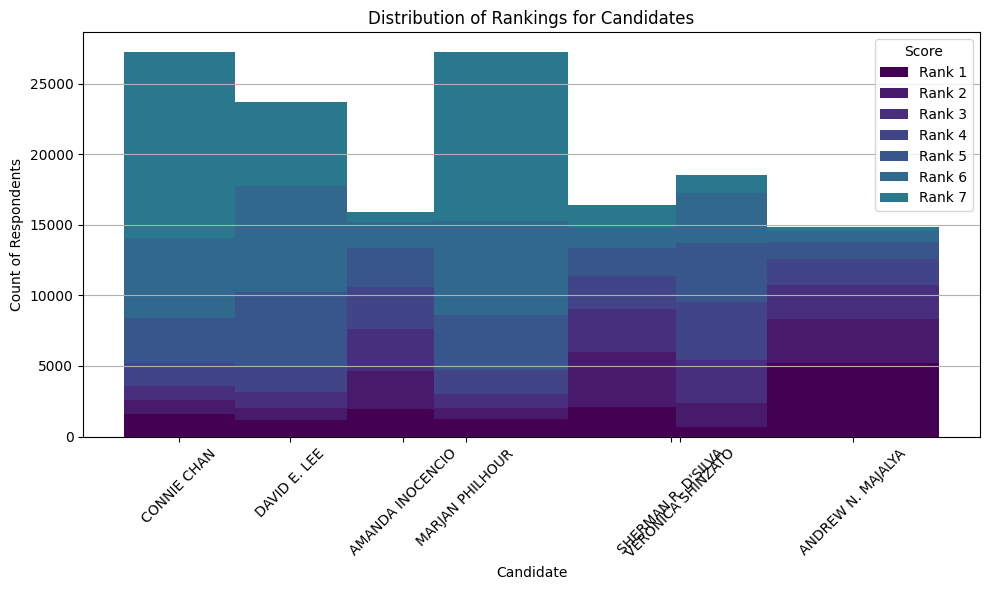 Distribution of Rankings for Candidates
Score
Rank 1
Rank 2
Rank 3
Rank 4
Rank 5
Rank 6
Rank 7
Count of Respondents
25000
20000
15000
10000
5000
0
CONNIE CHAN
DAVID E. LEE
AMANDA INOCENCIO
MARJAN PHILHOUR
SHERMAN R. D'SILVA
VERONICA SHINZATO
ANDREW N. MAJALYA
Candidate